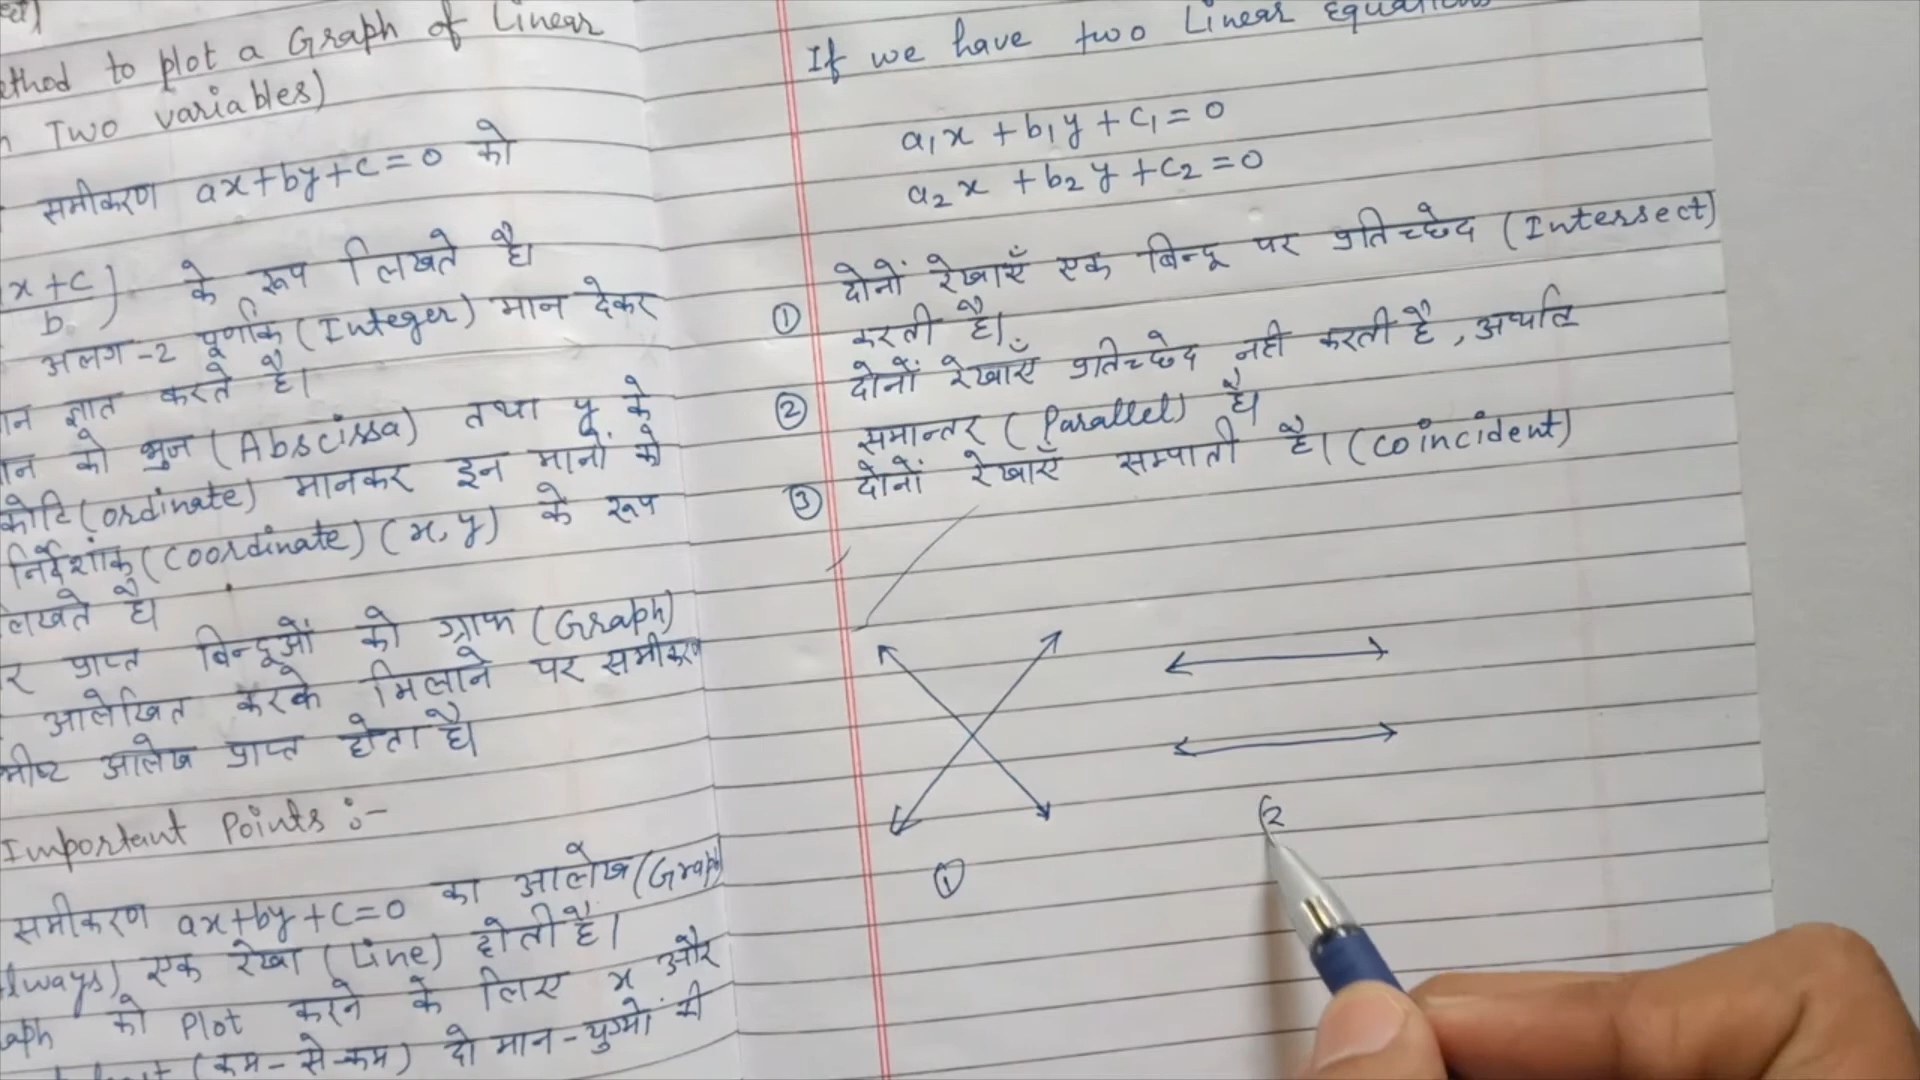 to plot a Graph of Linear
Two variables)
समीकरण ax+by+c=0 को
के रूप लिखते है।
b
अलग-2 पूर्णांक (Integer) मान देकर
ज्ञात करते है।
को भुज (Abscissa) तथा y के
कोटि (ordinate) मानकर इन मानों को
निर्देशांक (coordinate) (x, y) के रूप
लिखते है।
प्राप्त बिन्दूओं को ग्राफ (Graph)
आलेखित करके मिलाने पर समीकरण
आलेख प्राप्त होता है।
Important Points :-
समीकरण ax+by+c=0 का आलेख (Graph
एक रेखा (Line) होती है।
को Plot करने के लिए x और
(कम-से-कम) दो मान-युग्मों
If we have two Linear Equations
a₁x + b₁y + c₁ = 0
a₂x + b₂y + c₂ = 0
① दोनों रेखाएँ एक बिन्दू पर प्रतिच्छेद (Intersect)
करती है।
② दोनों रेखाएँ प्रतिच्छेद नही करती है, अर्थात
समान्तर (Parallel) है।
③ दोनों रेखाएँ सम्पाती है। (coincident)
①
(2